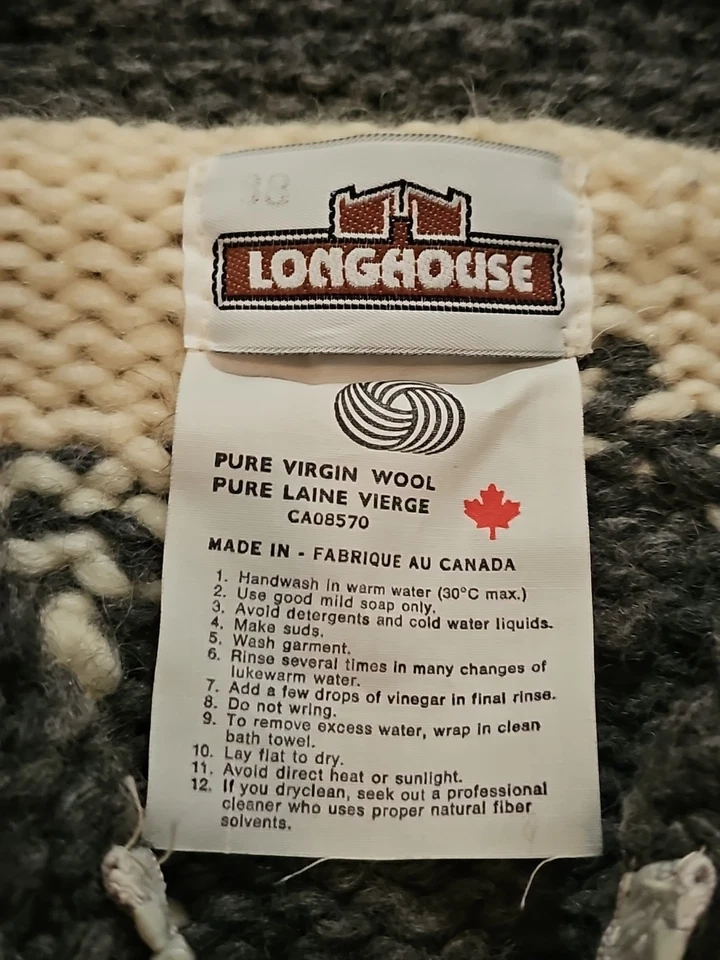 LONGHOUSE
PURE VIRGIN WOOL
PURE LAINE VIERGE
CA08570
MADE IN - FABRIQUE AU CANADA
1. Handwash in warm water (30°C max.)
2. Use good mild soap only.
3. Avoid detergents and cold water liquids.
4. Make suds.
5. Wash garment.
6. Rinse several times in many changes of
lukewarm water.
7. Add a few drops of vinegar in final rinse.
8. Do not wring.
9. To remove excess water, wrap in clean
bath towel.
10. Lay flat to dry.
11. Avoid direct heat or sunlight.
12. If you dryclean, seek out a professional
cleaner who uses proper natural fiber
solvents.